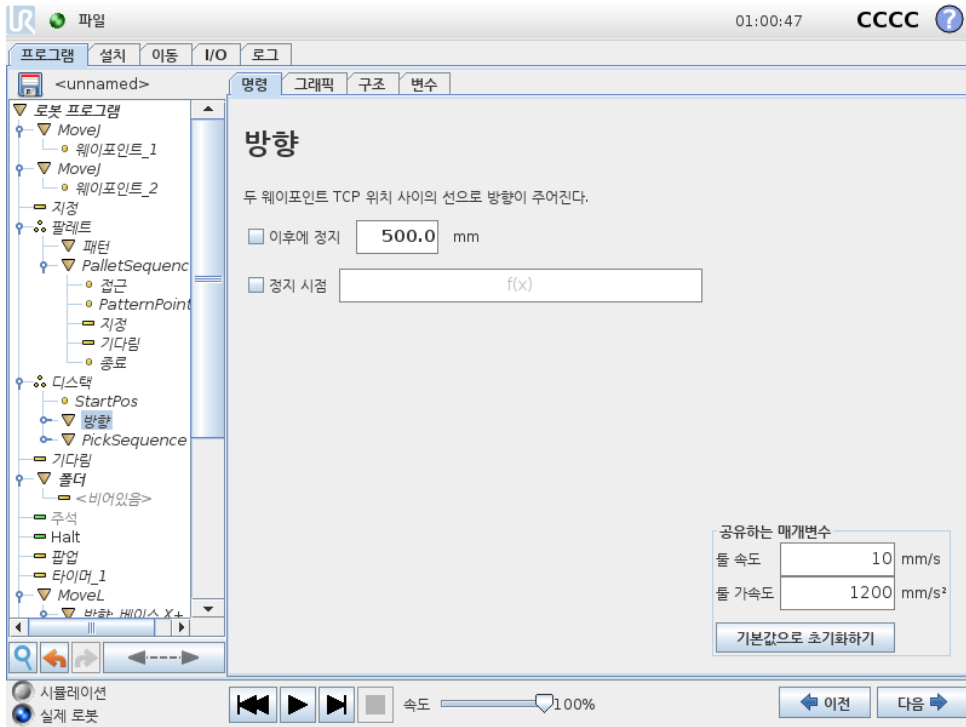 파일
01:00:47
CCCC
?
프로그램 설치 이동 I/O 로그
<unnamed>
명령 그래픽 구조 변수
로봇 프로그램
MoveJ
웨이포인트_1
MoveJ
웨이포인트_2
지정
팔레트
패턴
PalletSequenc
접근
PatternPoint
지정
기다림
종료
디스택
StartPos
방향
PickSequence
기다림
폴더
<비어있음>
주석
Halt
팝업
타이머_1
MoveL
방향: 베이스 X+
방향
두 웨이포인트 TCP 위치 사이의 선으로 방향이 주어진다.
이후에 정지 500.0 mm
정지 시점 f(x)
공유하는 매개변수
툴 속도 10 mm/s
툴 가속도 1200 mm/s²
기본값으로 초기화하기
시뮬레이션
실제 로봇
속도 100%
이전 다음